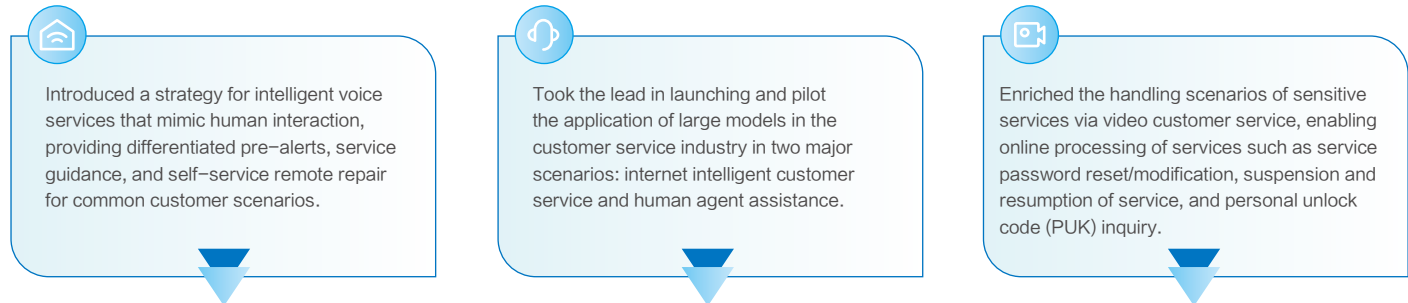 Introduced a strategy for intelligent voice
services that mimic human interaction,
providing differentiated pre-alerts, service
guidance, and self-service remote repair
for common customer scenarios.
Took the lead in launching and pilot
the application of large models in the
customer service industry in two major
scenarios: internet intelligent customer
service and human agent assistance.
Enriched the handling scenarios of sensitive
services via video customer service, enabling
online processing of services such as service
password reset/modification, suspension and
resumption of service, and personal unlock
code (PUK) inquiry.